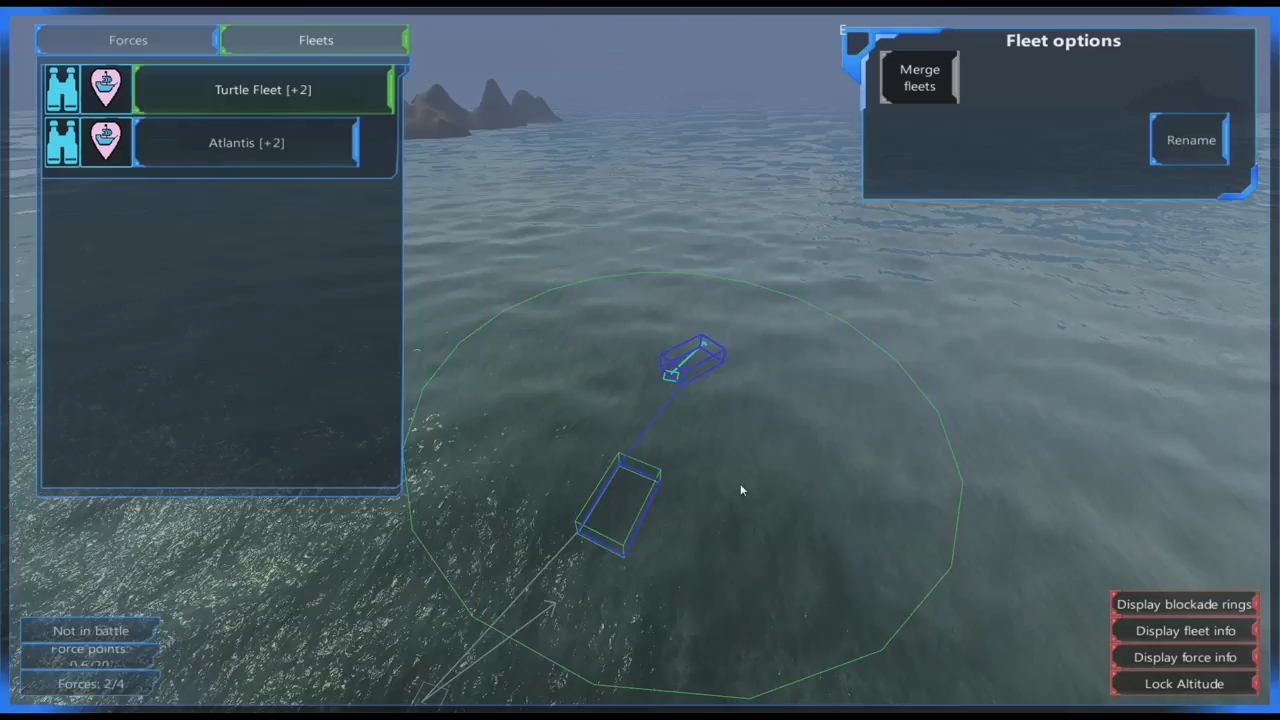 Forces
Fleets
Turtle Fleet [+2]
Atlantis [+2]
E
Fleet options
Merge
fleets
Rename
Not in battle
Force points:
Forces: 2/4
Display blockade rings
Display fleet info
Display force info
Lock Altitude